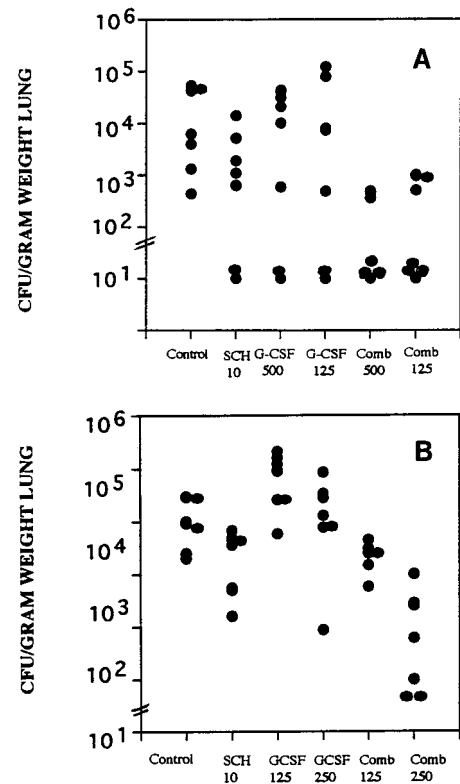 A
CFU/GRAM WEIGHT LUNG
10^6
10^5
10^4
10^3
10^2
10^1
Control SCH 10 G-CSF 500 G-CSF 125 Comb 500 Comb 125
B
CFU/GRAM WEIGHT LUNG
10^6
10^5
10^4
10^3
10^2
10^1
Control SCH 10 GCSF 125 GCSF 250 Comb 125 Comb 250